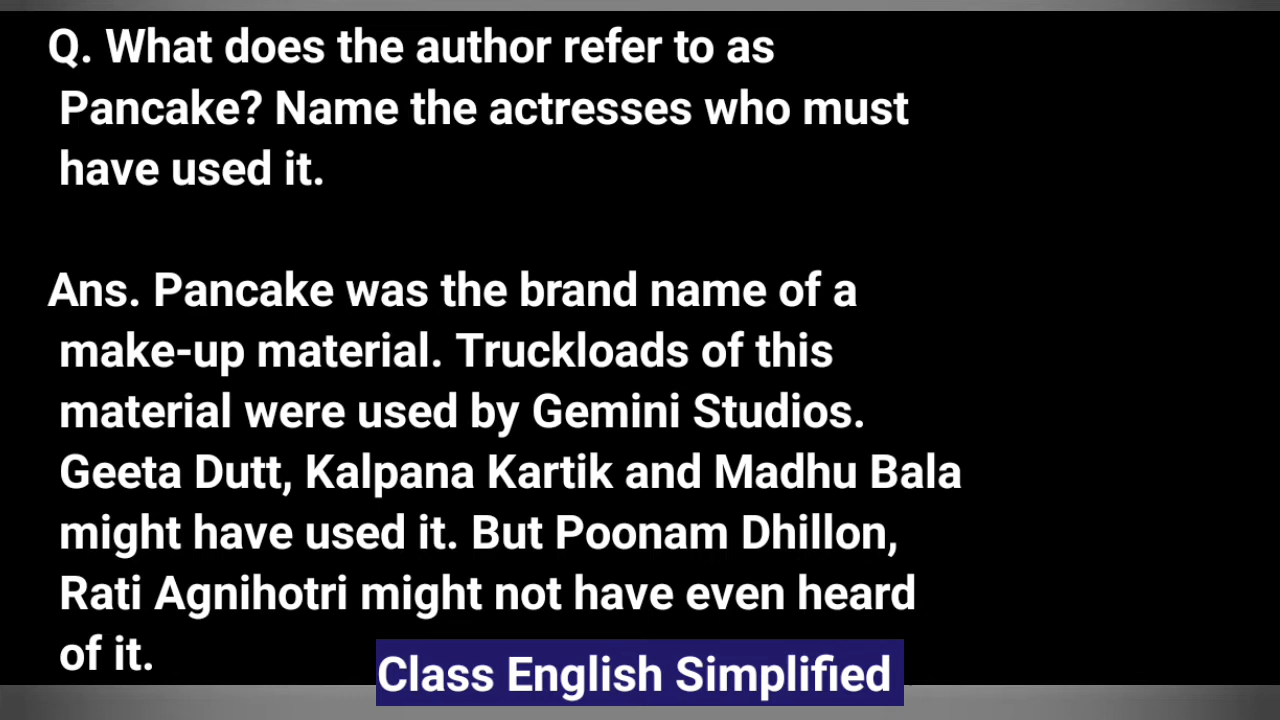 Q. What does the author refer to as
Pancake? Name the actresses who must
have used it.
Ans. Pancake was the brand name of a
make-up material. Truckloads of this
material were used by Gemini Studios.
Geeta Dutt, Kalpana Kartik and Madhu Bala
might have used it. But Poonam Dhillon,
Rati Agnihotri might not have even heard
of it.
Class English Simplified